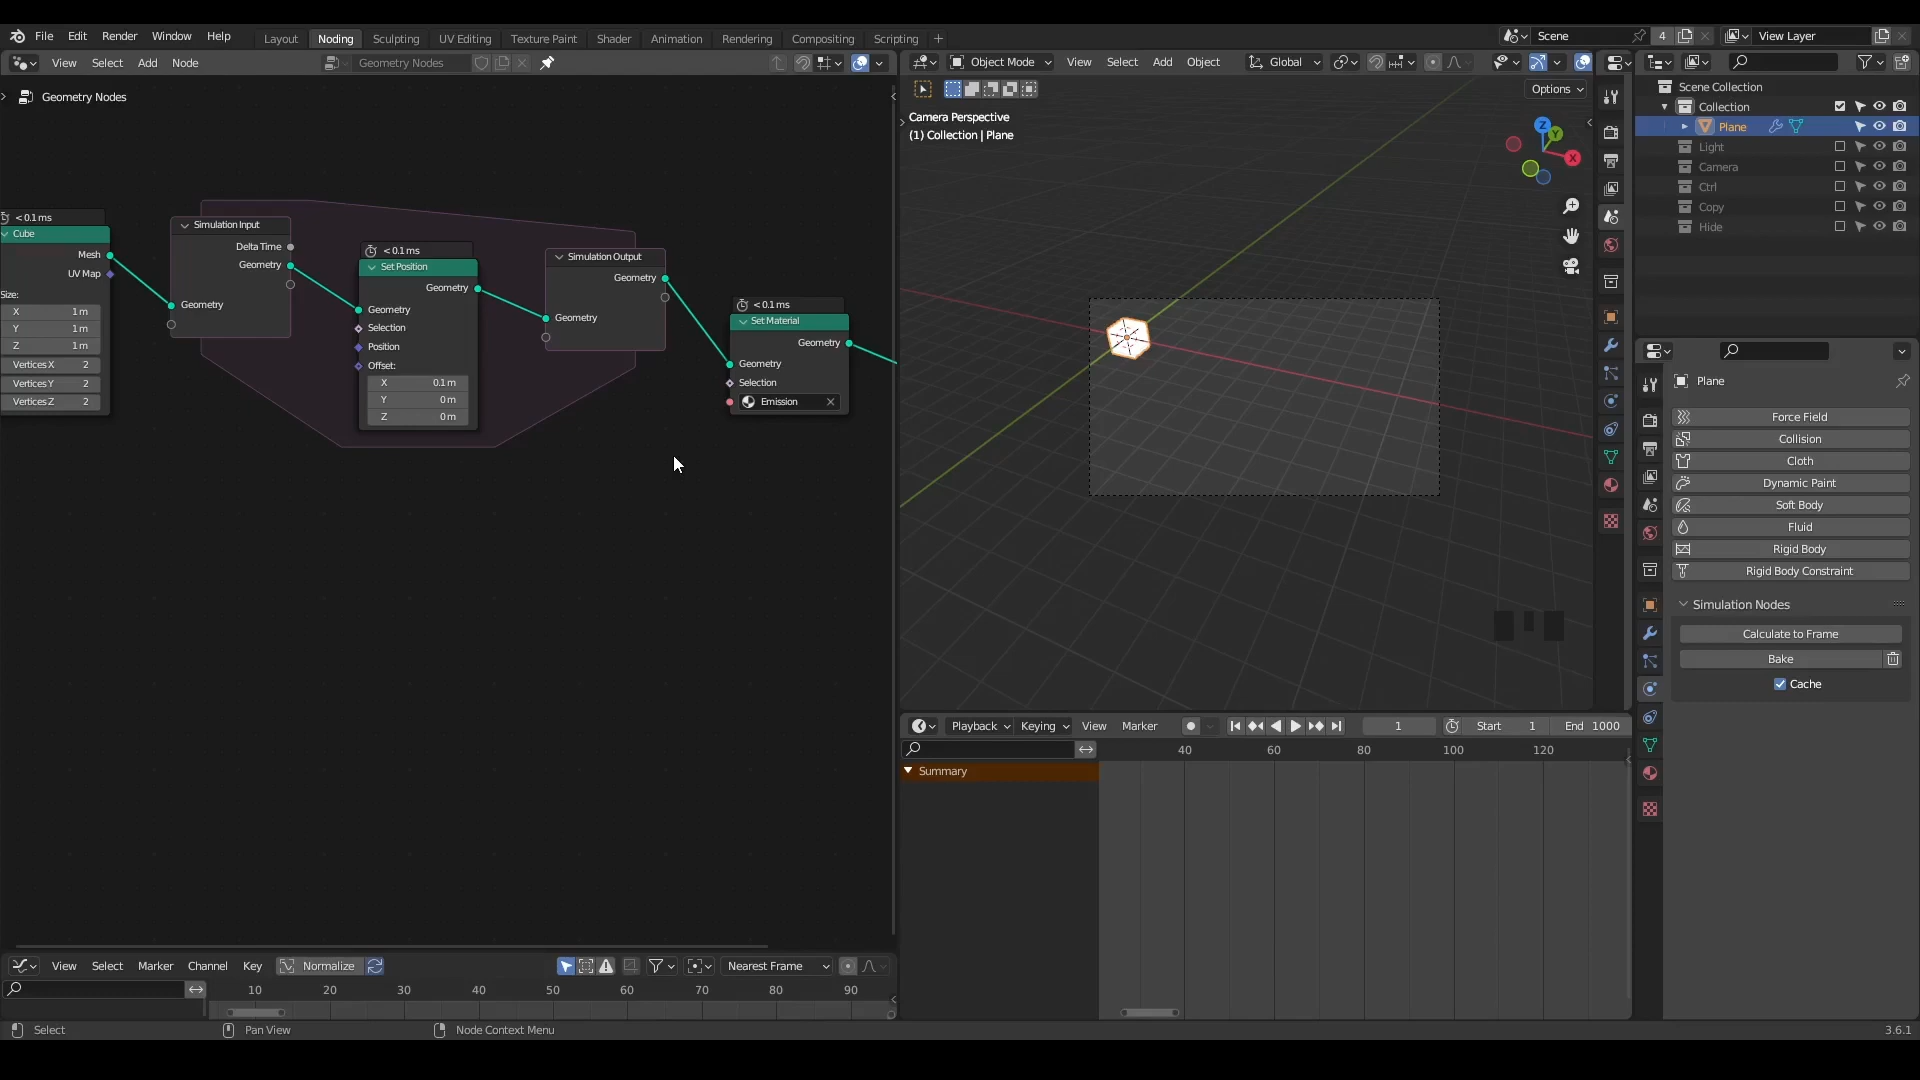 File Edit Render Window Help Layout Noding Sculpting UV Editing Texture Paint Shader Animation Rendering Compositing Scripting + Scene 4 View Layer
View Select Add Node Geometry Nodes
Object Mode View Select Add Object Global
Options
Geometry Nodes
Camera Perspective
(1) Collection | Plane
Z
Y
X
< 0.1 ms
Cube
Mesh
UV Map
Size:
X 1 m
Y 1 m
Z 1 m
Vertices X 2
Vertices Y 2
Vertices Z 2
Simulation Input
Delta Time
Geometry
Geometry
< 0.1 ms
Set Position
Geometry
Geometry
Selection
Position
Offset:
X 0.1 m
Y 0 m
Z 0 m
Simulation Output
Geometry
Geometry
< 0.1 ms
Set Material
Geometry
Geometry
Selection
Emission
Scene Collection
Collection
Plane
Light
Camera
Ctrl
Copy
Hide
Plane
Force Field
Collision
Cloth
Dynamic Paint
Soft Body
Fluid
Rigid Body
Rigid Body Constraint
Simulation Nodes
Calculate to Frame
Bake
Cache
Playback Keying View Marker 1 Start 1 End 1000
40 60 80 100 120
Summary
View Select Marker Channel Key Normalize Nearest Frame
10 20 30 40 50 60 70 80 90
Select Pan View Node Context Menu 3.6.1